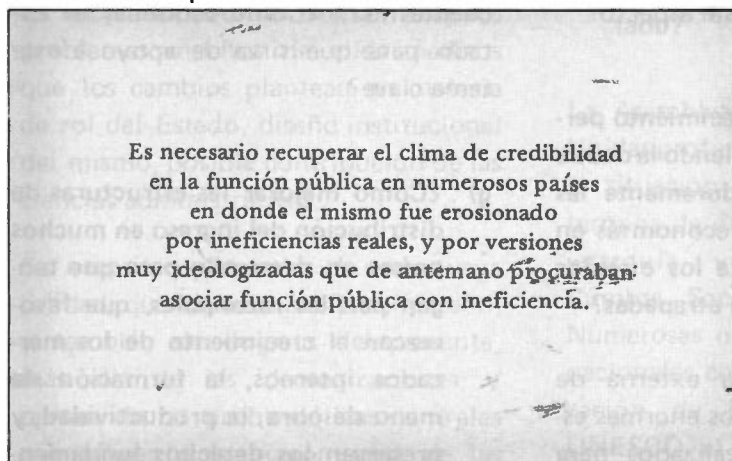 Es necesario recuperar el clima de credibilidad
en la función pública en numerosos países
en donde el mismo fue erosionado
por ineficiencias reales, y por versiones
muy ideologizadas que de antemano procuraban
asociar función pública con ineficiencia.